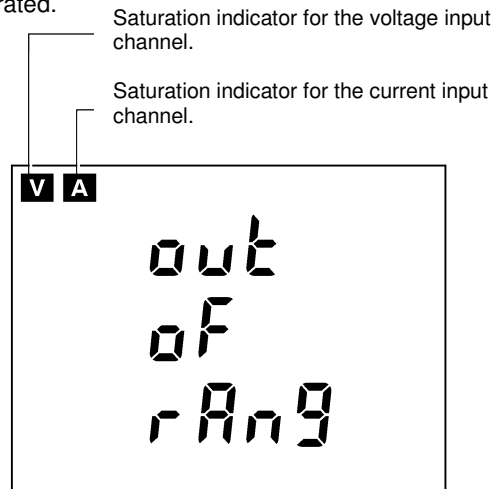 rated.
Saturation indicator for the voltage input
channel.
Saturation indicator for the current input
channel.
V A
out
oF
rAng